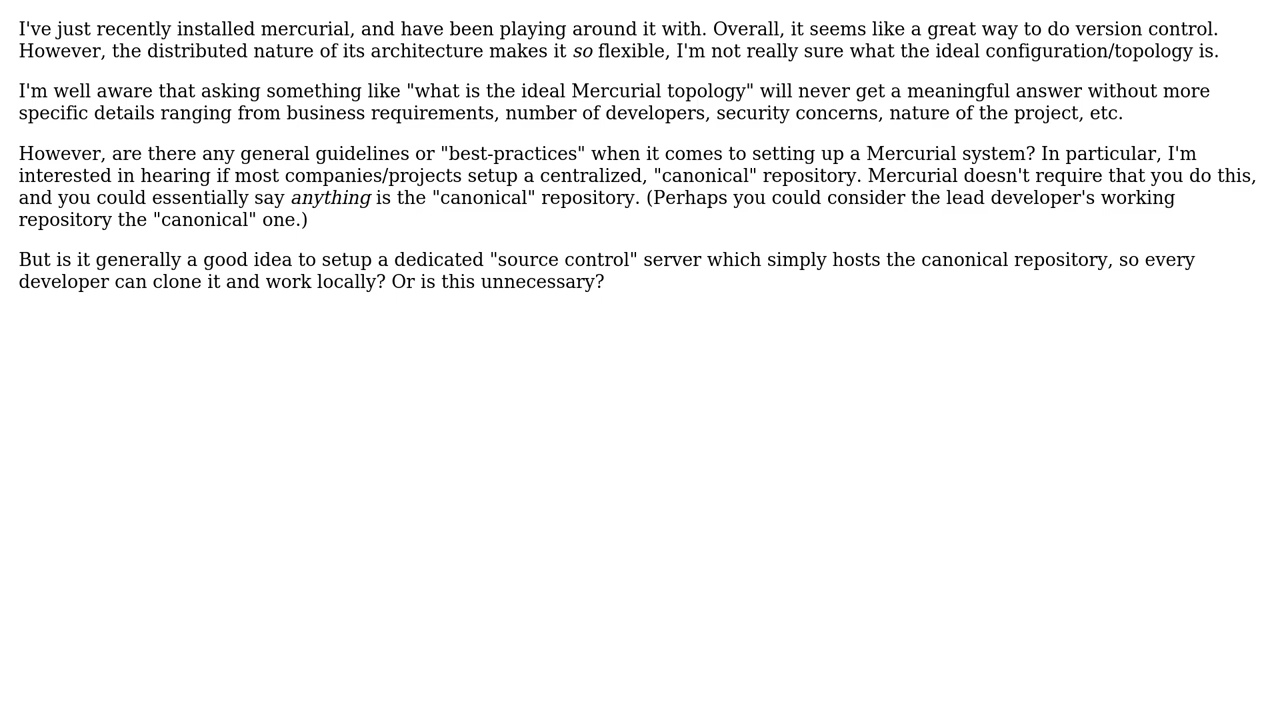 I've just recently installed mercurial, and have been playing around it with. Overall, it seems like a great way to do version control.
However, the distributed nature of its architecture makes it so flexible, I'm not really sure what the ideal configuration/topology is.
I'm well aware that asking something like "what is the ideal Mercurial topology" will never get a meaningful answer without more
specific details ranging from business requirements, number of developers, security concerns, nature of the project, etc.
However, are there any general guidelines or "best-practices" when it comes to setting up a Mercurial system? In particular, I'm
interested in hearing if most companies/projects setup a centralized, "canonical" repository. Mercurial doesn't require that you do this,
and you could essentially say anything is the "canonical" repository. (Perhaps you could consider the lead developer's working
repository the "canonical" one.)
But is it generally a good idea to setup a dedicated "source control" server which simply hosts the canonical repository, so every
developer can clone it and work locally? Or is this unnecessary?